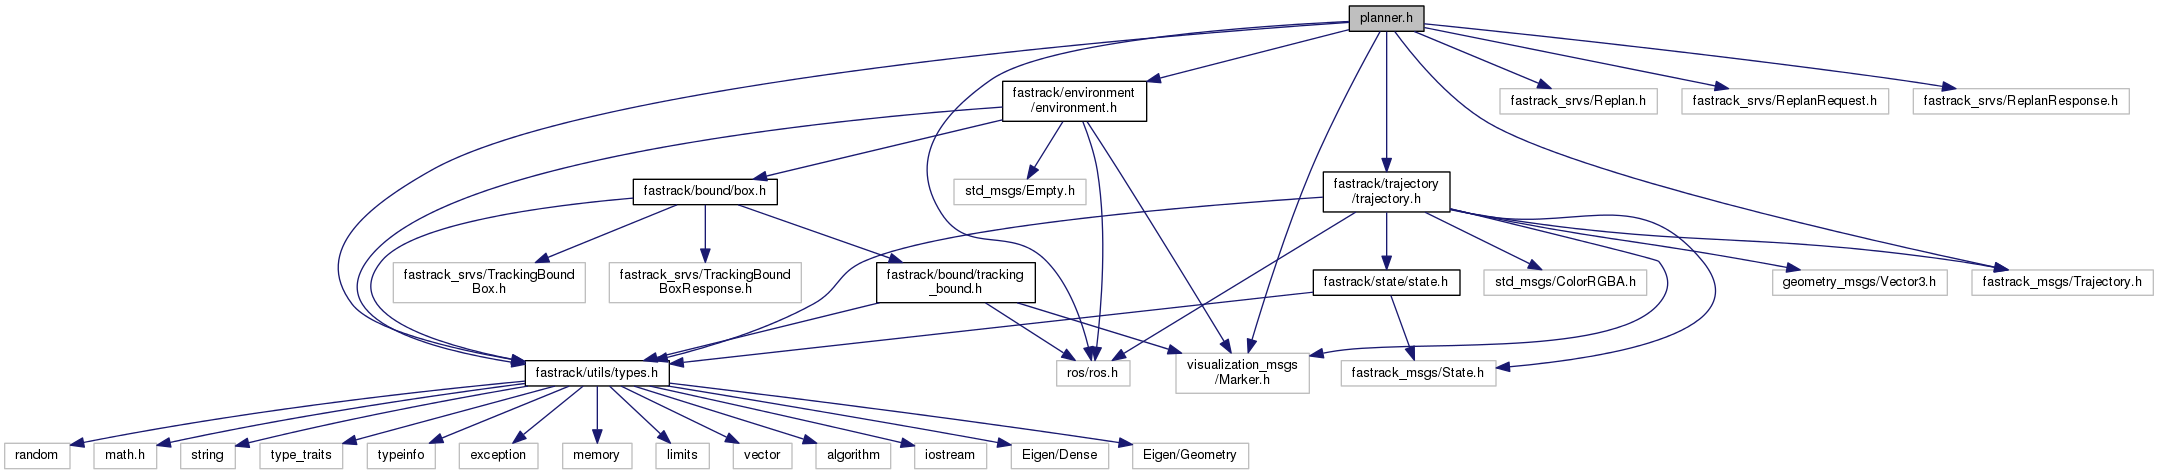 planner.h
fastrack/environment
/environment.h
fastrack_srvs/Replan.h
fastrack_srvs/ReplanRequest.h
fastrack_srvs/ReplanResponse.h
fastrack/bound/box.h
std_msgs/Empty.h
fastrack/trajectory
/trajectory.h
fastrack_srvs/TrackingBound
Box.h
fastrack_srvs/TrackingBound
BoxResponse.h
fastrack/bound/tracking
_bound.h
fastrack/state/state.h
std_msgs/ColorRGBA.h
geometry_msgs/Vector3.h
fastrack_msgs/Trajectory.h
fastrack/utils/types.h
ros/ros.h
visualization_msgs
/Marker.h
fastrack_msgs/State.h
random
math.h
string
type_traits
typeinfo
exception
memory
limits
vector
algorithm
iostream
Eigen/Dense
Eigen/Geometry